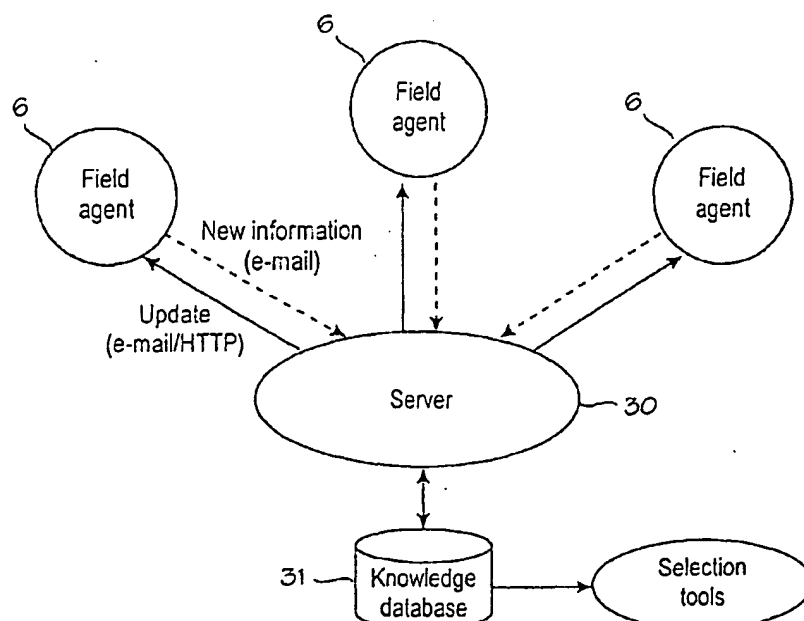 6
Field
agent
6
Field
agent
6
Field
agent
New information
(e-mail)
Update
(e-mail/HTTP)
Server
30
31
Knowledge
database
Selection
tools